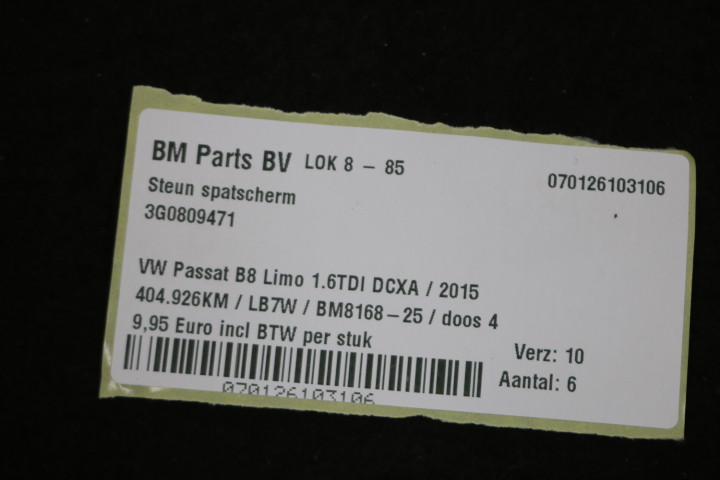 BM Parts BV LOK 8 – 85
070126103106
Steun spatscherm
3G0809471
VW Passat B8 Limo 1.6TDI DCXA / 2015
404.926KM / LB7W / BM8168–25 / doos 4
9,95 Euro incl BTW per stuk
Verz: 10
Aantal: 6
070126103106